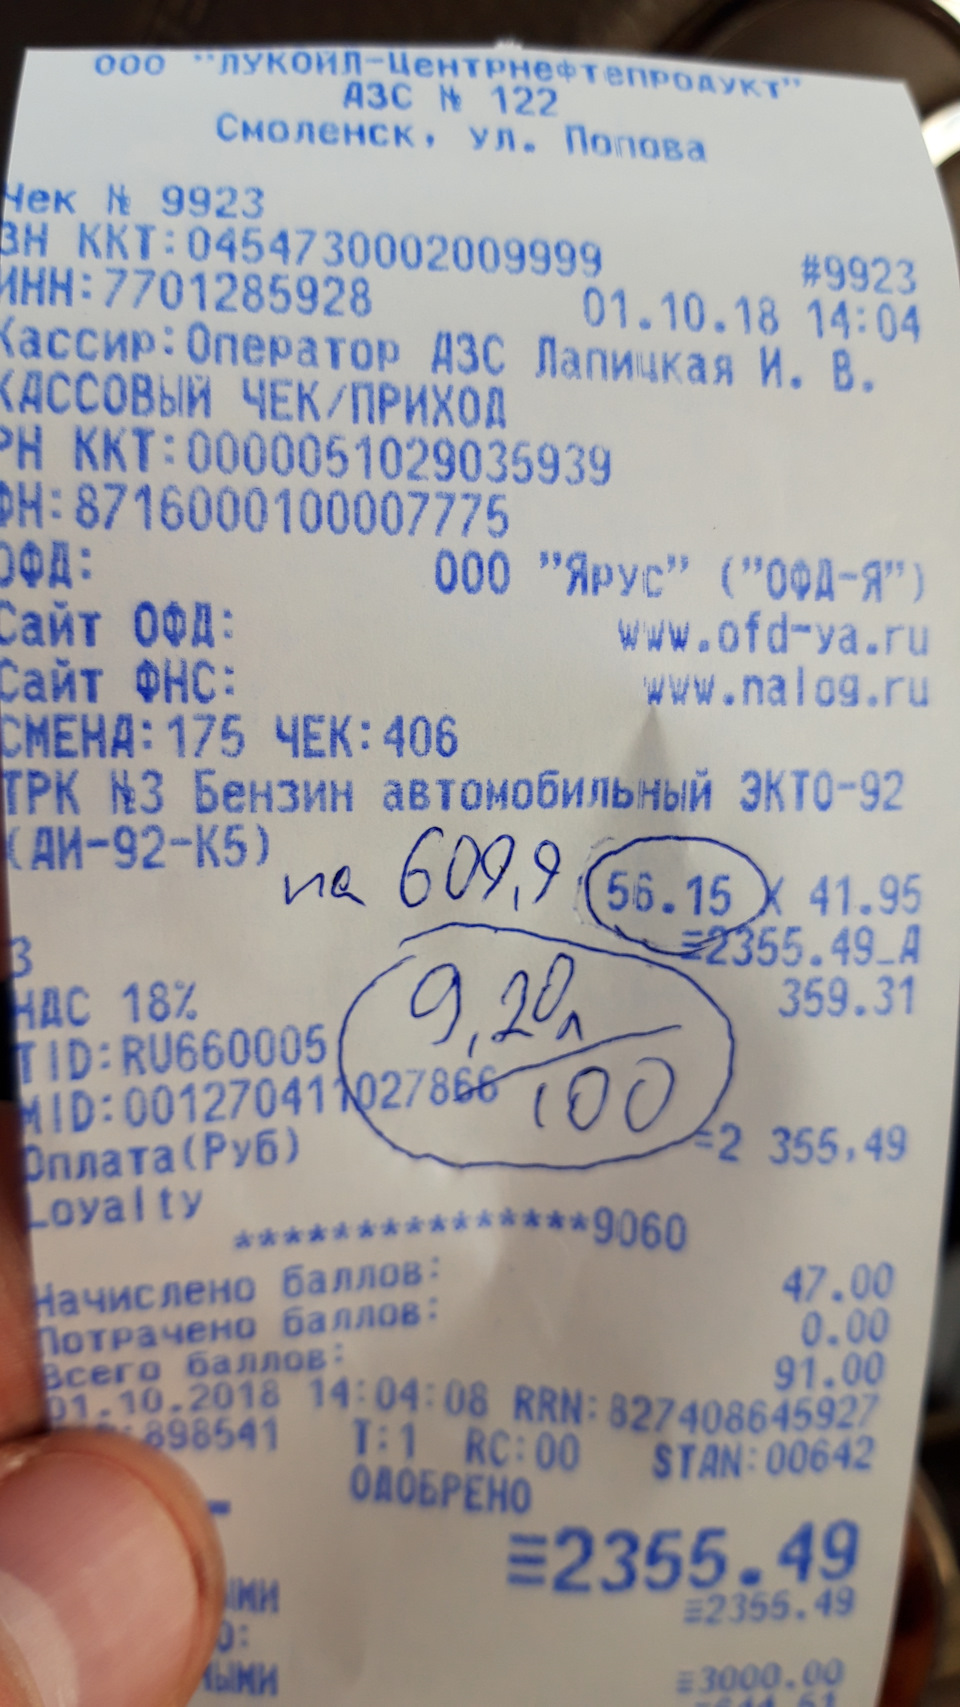 ООО "ЛУКОЙЛ-Центрнефтепродукт"
АЗС № 122
Смоленск, ул. Попова
Чек № 9923
ЗН ККТ:0454730002009999 #9923
ИНН:7701285928 01.10.18 14:04
Кассир:Оператор АЗС Лапицкая И. В.
КАССОВЫЙ ЧЕК/ПРИХОД
РН ККТ:0000051029035939
ФН:8716000100007775
ОФД: ООО "Ярус" ("ОФД-Я")
Сайт ОФД: www.ofd-ya.ru
Сайт ФНС: www.nalog.ru
СМЕНА:175 ЧЕК:406
ТРК №3 Бензин автомобильный ЭКТО-92
(АИ-92-К5)
на 609,9 56.15 X 41.95
3 ≡2355.49_А
НДС 18% 359.31
9,20л
100
TID:RU660005
MID:001270411027866
Оплата(Руб) =2 355.49
Loyalty
***************9060
Начислено баллов: 47.00
Потрачено баллов: 0.00
Всего баллов: 91.00
01.10.2018 14:04:08 RRN:827408645927
:898541 T:1 RC:00 STAN:00642
ОДОБРЕНО
≡2355.49
≡2355.49
≡3000.00